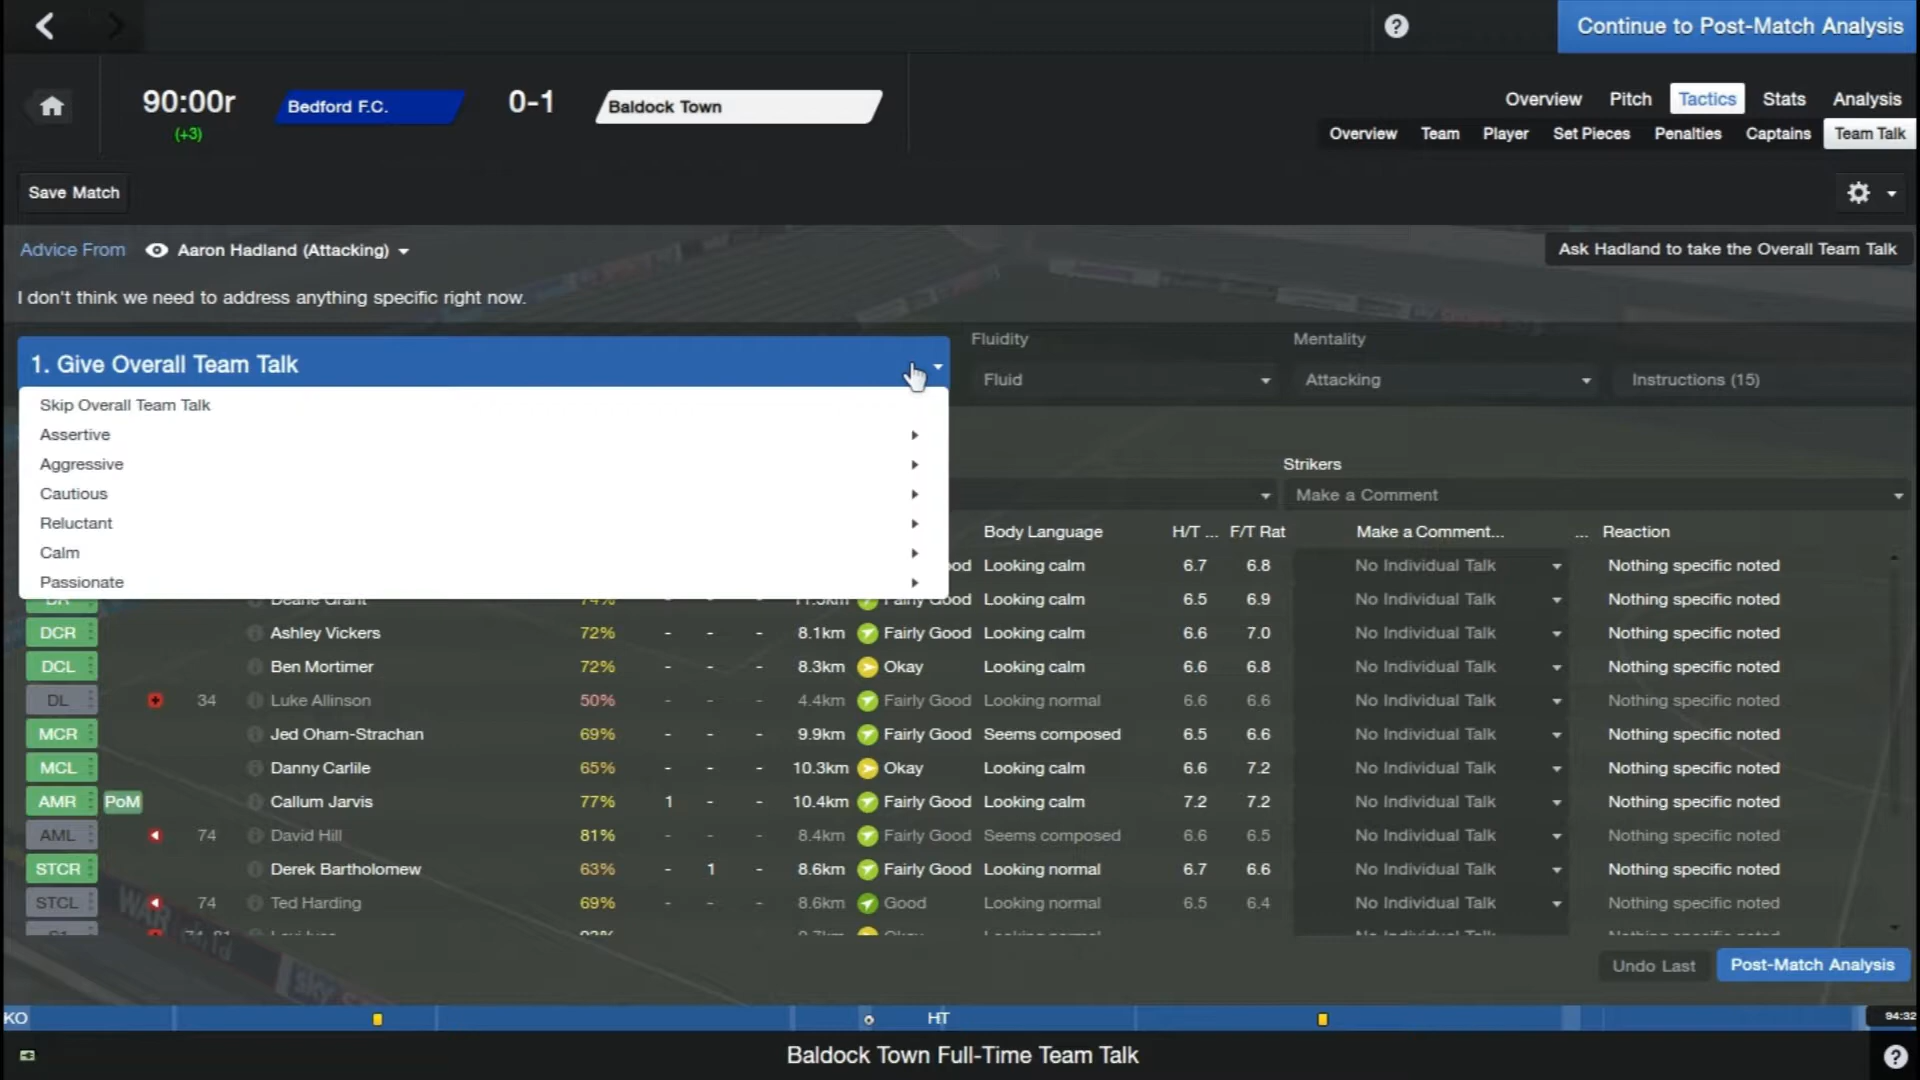 Continue to Post-Match Analysis
90:00r Bedford F.C. 0-1 Baldock Town
(+3)
Overview Pitch Tactics Stats Analysis
Overview Team Player Set Pieces Penalties Captains Team Talk
Save Match
Advice From Aaron Hadland (Attacking) Ask Hadland to take the Overall Team Talk
I don't think we need to address anything specific right now.
1. Give Overall Team Talk
Fluidity Mentality
Fluid Attacking Instructions (15)
Skip Overall Team Talk
Assertive
Aggressive
Cautious
Reluctant
Calm
Passionate
Strikers
Make a Comment
Body Language H/T ... F/T Rat Make a Comment... ... Reaction
ood Looking calm 6.7 6.8 No Individual Talk Nothing specific noted
DR Deane Grant 74% 11.3km Fairly Good Looking calm 6.5 6.9 No Individual Talk Nothing specific noted
DCR Ashley Vickers 72% - - - 8.1km Fairly Good Looking calm 6.6 7.0 No Individual Talk Nothing specific noted
DCL Ben Mortimer 72% - - - 8.3km Okay Looking calm 6.6 6.8 No Individual Talk Nothing specific noted
DL 34 Luke Allinson 50% - - - 4.4km Fairly Good Looking normal 6.6 6.6 No Individual Talk Nothing specific noted
MCR Jed Oham-Strachan 69% - - - 9.9km Fairly Good Seems composed 6.5 6.6 No Individual Talk Nothing specific noted
MCL Danny Carlile 65% - - - 10.3km Okay Looking calm 6.6 7.2 No Individual Talk Nothing specific noted
AMR PoM Callum Jarvis 77% 1 - - 10.4km Fairly Good Looking calm 7.2 7.2 No Individual Talk Nothing specific noted
AML 74 David Hill 81% - - - 8.4km Fairly Good Seems composed 6.6 6.5 No Individual Talk Nothing specific noted
STCR Derek Bartholomew 63% - 1 - 8.6km Fairly Good Looking normal 6.7 6.6 No Individual Talk Nothing specific noted
STCL 74 Ted Harding 69% - - - 8.6km Good Looking normal 6.5 6.4 No Individual Talk Nothing specific noted
Undo Last Post-Match Analysis
KO HT 94:32
Baldock Town Full-Time Team Talk